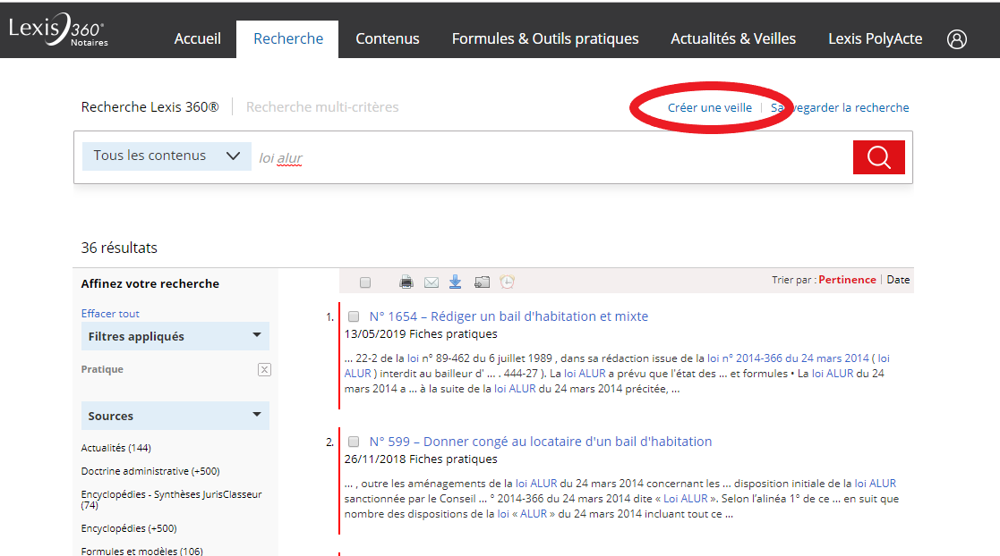 Lexis 360®
Notaires
Accueil Recherche Contenus Formules & Outils pratiques Actualités & Veilles Lexis PolyActe
Recherche Lexis 360® | Recherche multi-critères Créer une veille | Sauvegarder la recherche
Tous les contenus loi alur
36 résultats
Affinez votre recherche
Effacer tout
Filtres appliqués
Pratique
Sources
Actualités (144)
Doctrine administrative (+500)
Encyclopédies - Synthèses JurisClasseur
(74)
Encyclopédies (+500)
Formules et modèles (106)
Trier par : Pertinence | Date
1. N° 1654 – Rédiger un bail d'habitation et mixte
13/05/2019 Fiches pratiques
... 22-2 de la loi n° 89-462 du 6 juillet 1989 , dans sa rédaction issue de la loi n° 2014-366 du 24 mars 2014 ( loi
ALUR ) interdit au bailleur d' ... . 444-27 ). La loi ALUR a prévu que l'état des ... et formules • La loi ALUR du 24
mars 2014 a ... à la suite de la loi ALUR du 24 mars 2014 précitée, ...
2. N° 599 – Donner congé au locataire d'un bail d'habitation
26/11/2018 Fiches pratiques
... , outre les aménagements de la loi ALUR du 24 mars 2014 concernant les ... disposition initiale de la loi ALUR
sanctionnée par le Conseil ... ° 2014-366 du 24 mars 2014 dite « Loi ALUR ». Selon l'alinéa 1° de ce ... en suit que
nombre des dispositions de la loi « ALUR » du 24 mars 2014 incluant tout ce ...